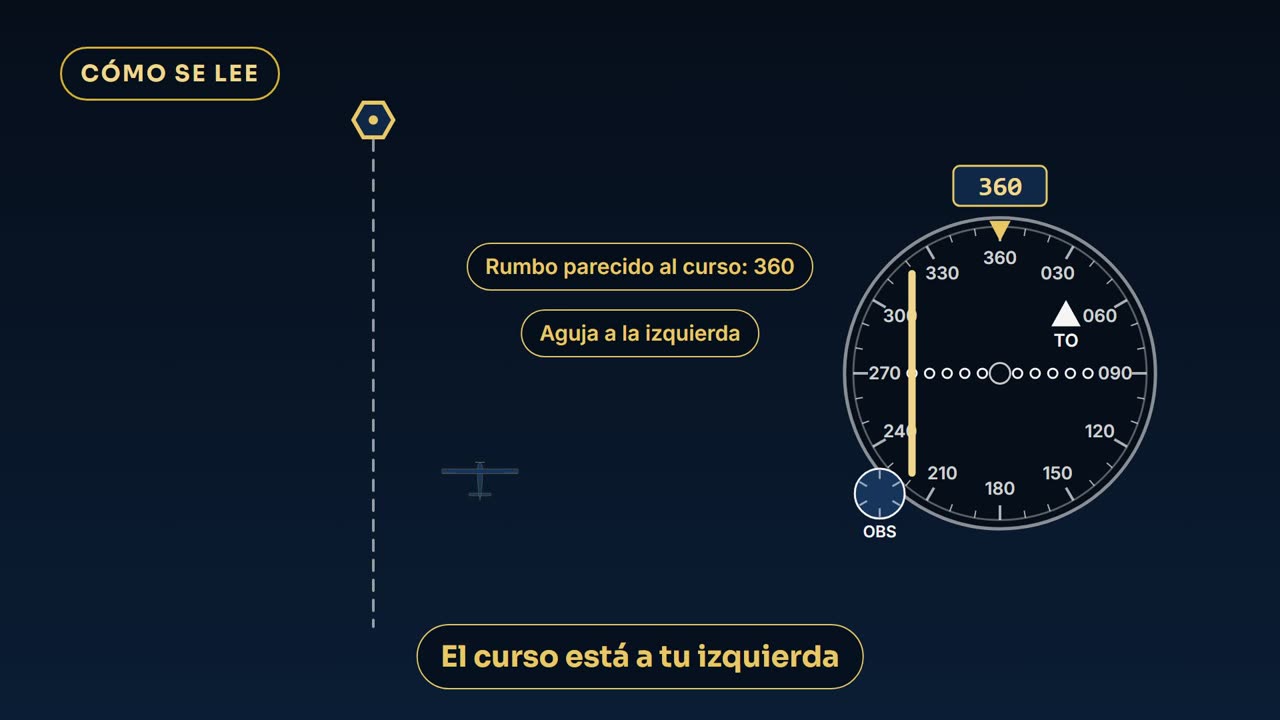 CÓMO SE LEE
360
Rumbo parecido al curso: 360
Aguja a la izquierda
360
330
030
300
060
TO
270
090
240
120
210
150
180
OBS
El curso está a tu izquierda